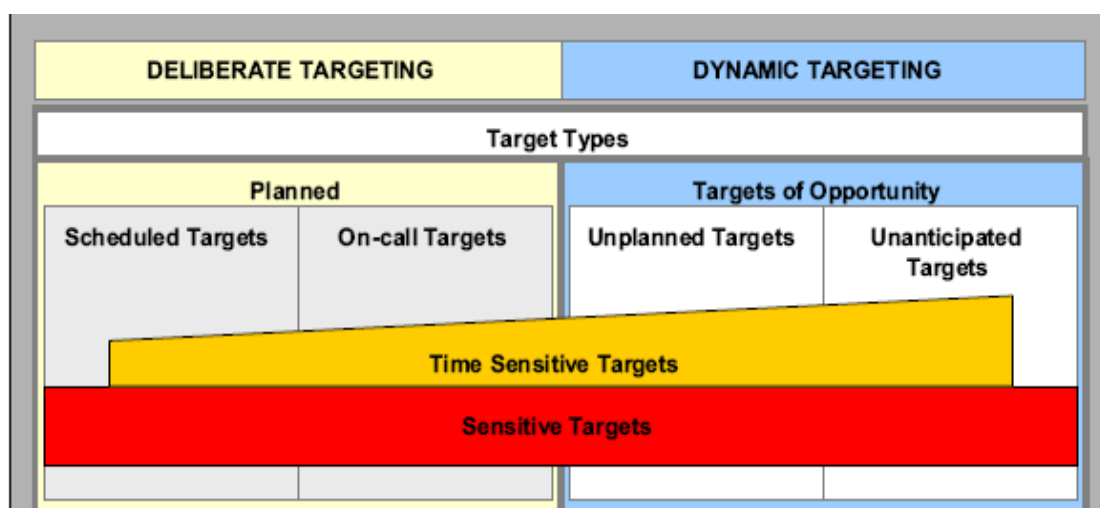 DELIBERATE TARGETING
DYNAMIC TARGETING
Target Types
Planned
Targets of Opportunity
Scheduled Targets
On-call Targets
Unplanned Targets
Unanticipated
Targets
Time Sensitive Targets
Sensitive Targets